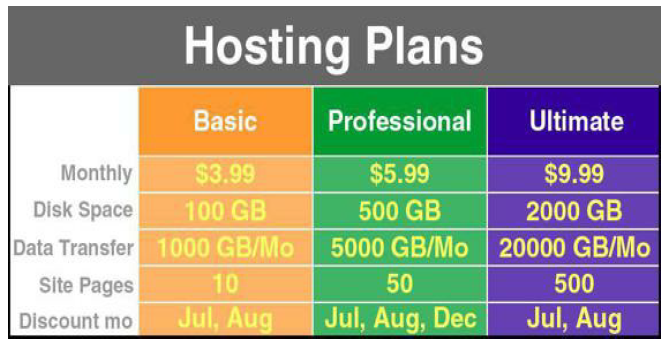 Hosting Plans
Basic Professional Ultimate
Monthly $3.99 $5.99 $9.99
Disk Space 100 GB 500 GB 2000 GB
Data Transfer 1000 GB/Mo 5000 GB/Mo 20000 GB/Mo
Site Pages 10 50 500
Discount mo Jul, Aug Jul, Aug, Dec Jul, Aug